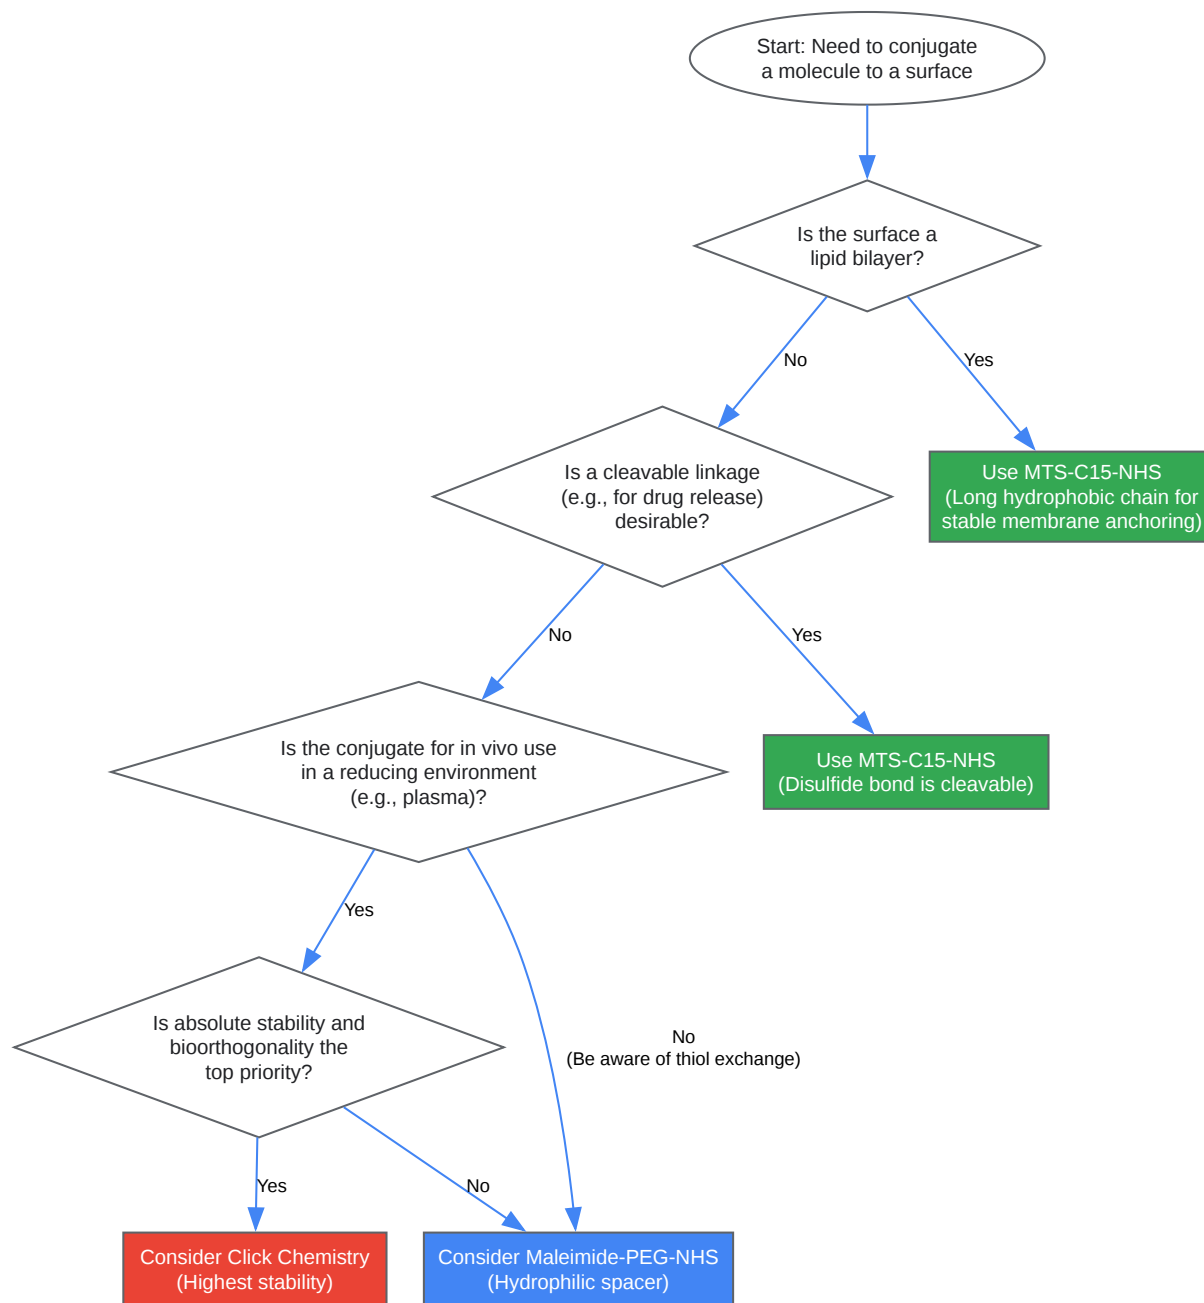 Start: Need to conjugate
a molecule to a surface
Is the surface a
lipid bilayer?
No
Yes
Is a cleavable linkage
(e.g., for drug release)
desirable?
Use MTS-C15-NHS
(Long hydrophobic chain for
stable membrane anchoring)
No
Yes
Is the conjugate for in vivo use
in a reducing environment
(e.g., plasma)?
Use MTS-C15-NHS
(Disulfide bond is cleavable)
Yes
Is absolute stability and
bioorthogonality the
top priority?
No
(Be aware of thiol exchange)
Yes
No
Consider Click Chemistry
(Highest stability)
Consider Maleimide-PEG-NHS
(Hydrophilic spacer)